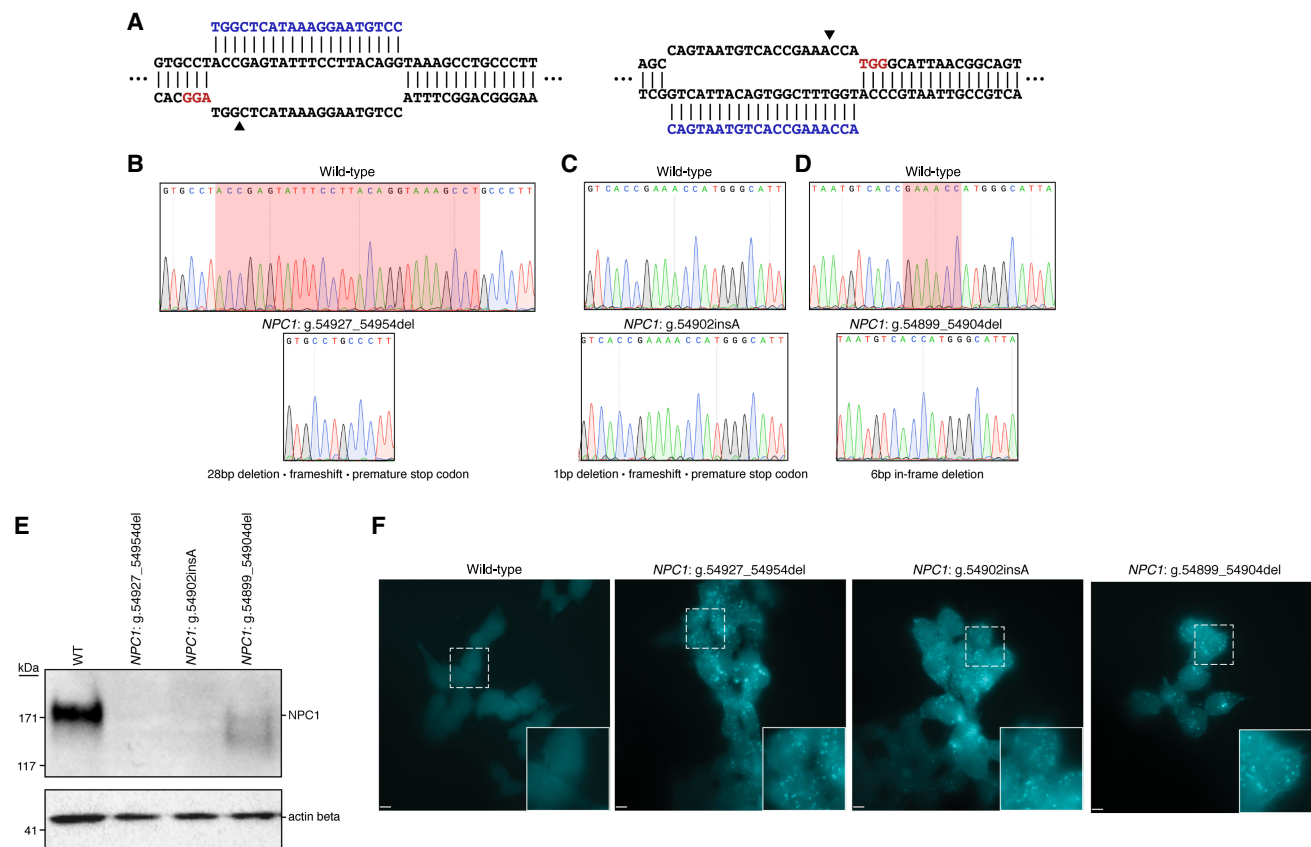 A
TGGCTCATAAAGGAATGTCC
GTGCCTACCGAGTATTTCCTTACAGGTAAAGCCTGCCCTT
... ...
CACGGA ATTTCGGACGGGAA
TGGCTCATAAAGGAATGTCC
CAGTAATGTCACCGAAACCA
AGC TGGGCATTAACGGCAGT
... ...
TCGGTCATTACAGTGGCTTTGGTACCCGTAATTGCCGTCA
CAGTAATGTCACCGAAACCA
B
Wild-type
GTGCCTACCGAGTATTTCCTTACAGGTAAAGCCTGCCCTT
NPC1: g.54927_54954del
GTGCCTGCCCTT
28bp deletion • frameshift • premature stop codon
C
Wild-type
GTCACCGAAACCATGGGCATT
NPC1: g.54902insA
GTCACCGAAAACCATGGGCATT
1bp deletion • frameshift • premature stop codon
D
Wild-type
TAATGTCACCGAAACCATGGGCATTA
NPC1: g.54899_54904del
TAATGTCACCATGGGCATTA
6bp in-frame deletion
E
WT
NPC1: g.54927_54954del
NPC1: g.54902insA
NPC1: g.54899_54904del
kDa
171
117
NPC1
41
actin beta
F
Wild-type
NPC1: g.54927_54954del
NPC1: g.54902insA
NPC1: g.54899_54904del